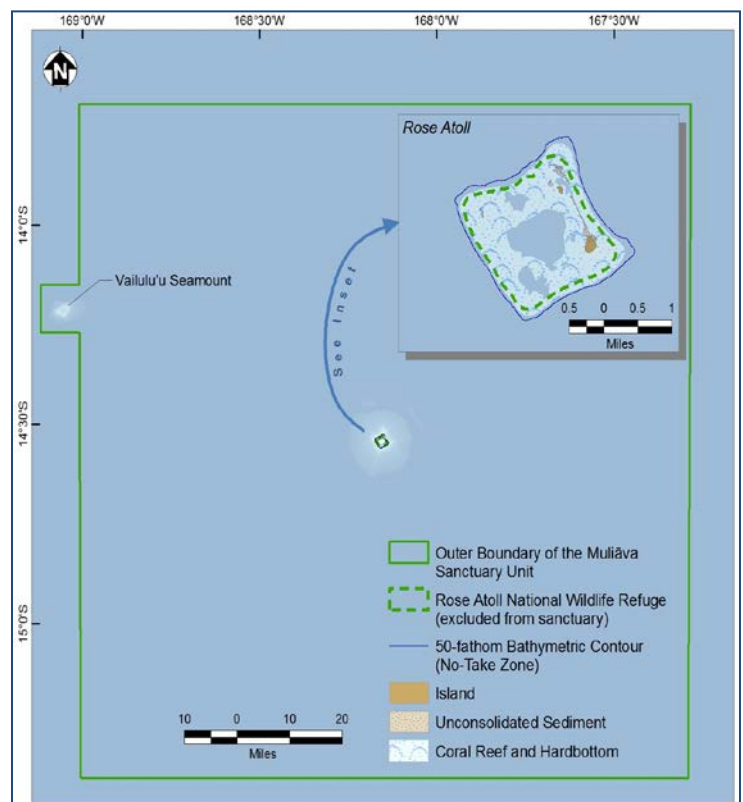 169°0'W 168°30'W 168°0'W 167°30'W
N
Rose Atoll
14°0'S
Vailulu'u Seamount
See Inset
0.5 0 0.5 1
Miles
14°30'S
Outer Boundary of the Muliāva
Sanctuary Unit
Rose Atoll National Wildlife Refuge
(excluded from sanctuary)
15°0'S
50-fathom Bathymetric Contour
(No-Take Zone)
Island
10 0 10 20
Miles
Unconsolidated Sediment
Coral Reef and Hardbottom